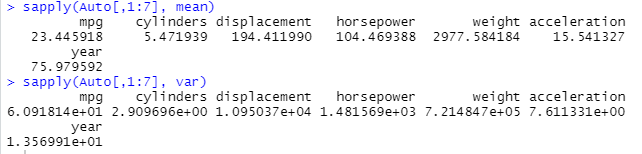 > sapply(Auto[,1:7], mean)
mpg cylinders displacement horsepower weight acceleration
23.445918 5.471939 194.411990 104.469388 2977.584184 15.541327
year
75.979592
> sapply(Auto[,1:7], var)
mpg cylinders displacement horsepower weight acceleration
6.091814e+01 2.909696e+00 1.095037e+04 1.481569e+03 7.214847e+05 7.611331e+00
year
1.356991e+01